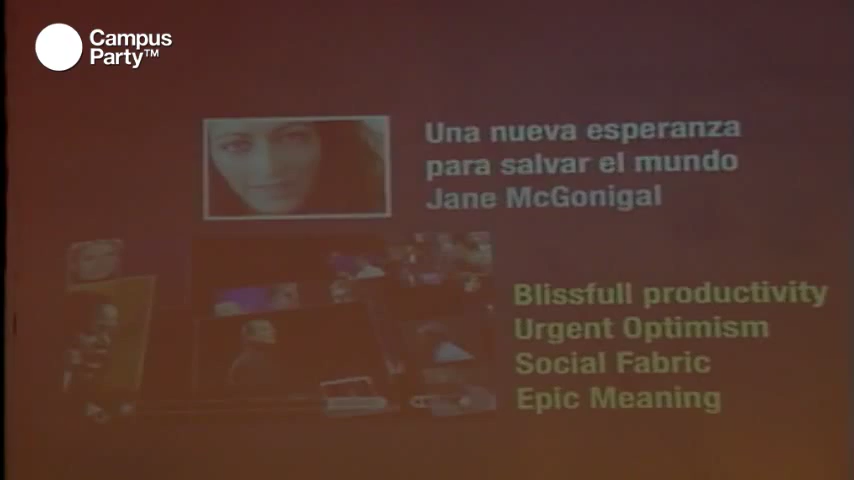 Campus
Party™
Una nueva esperanza
para salvar el mundo
Jane McGonigal
Blissfull productivity
Urgent Optimism
Social Fabric
Epic Meaning